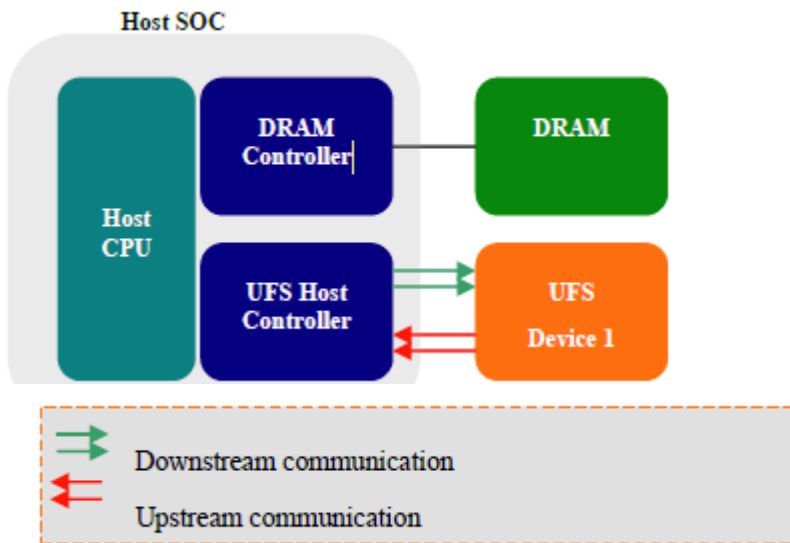 Host SOC
DRAM
Controller
DRAM
Host
CPU
UFS Host
Controller
UFS
Device 1
Downstream communication
Upstream communication